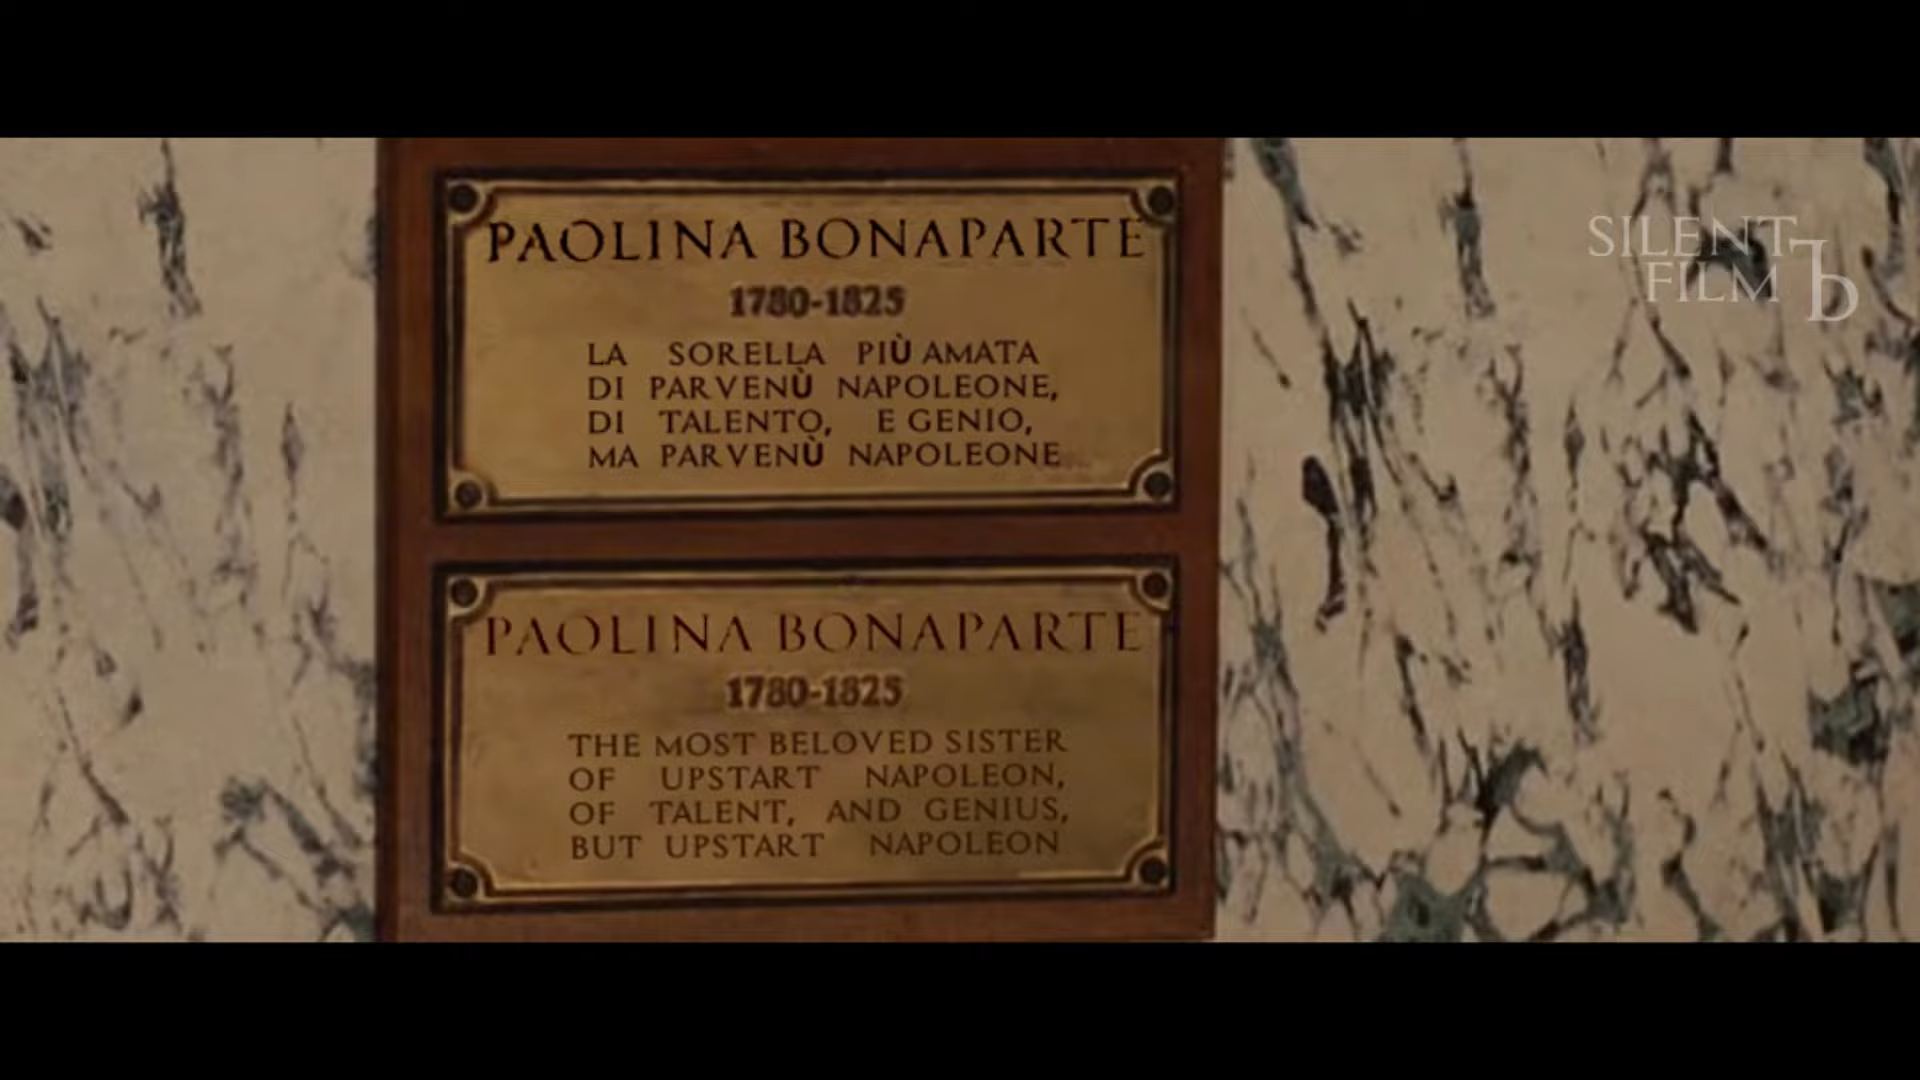 PAOLINA BONAPARTE
1780-1825
LA SORELLA PIÙ AMATA
DI PARVENÙ NAPOLEONE,
DI TALENTO, E GENIO,
MA PARVENÙ NAPOLEONE
PAOLINA BONAPARTE
1780-1825
THE MOST BELOVED SISTER
OF UPSTART NAPOLEON,
OF TALENT, AND GENIUS,
BUT UPSTART NAPOLEON
SILENT
FILM Ъ